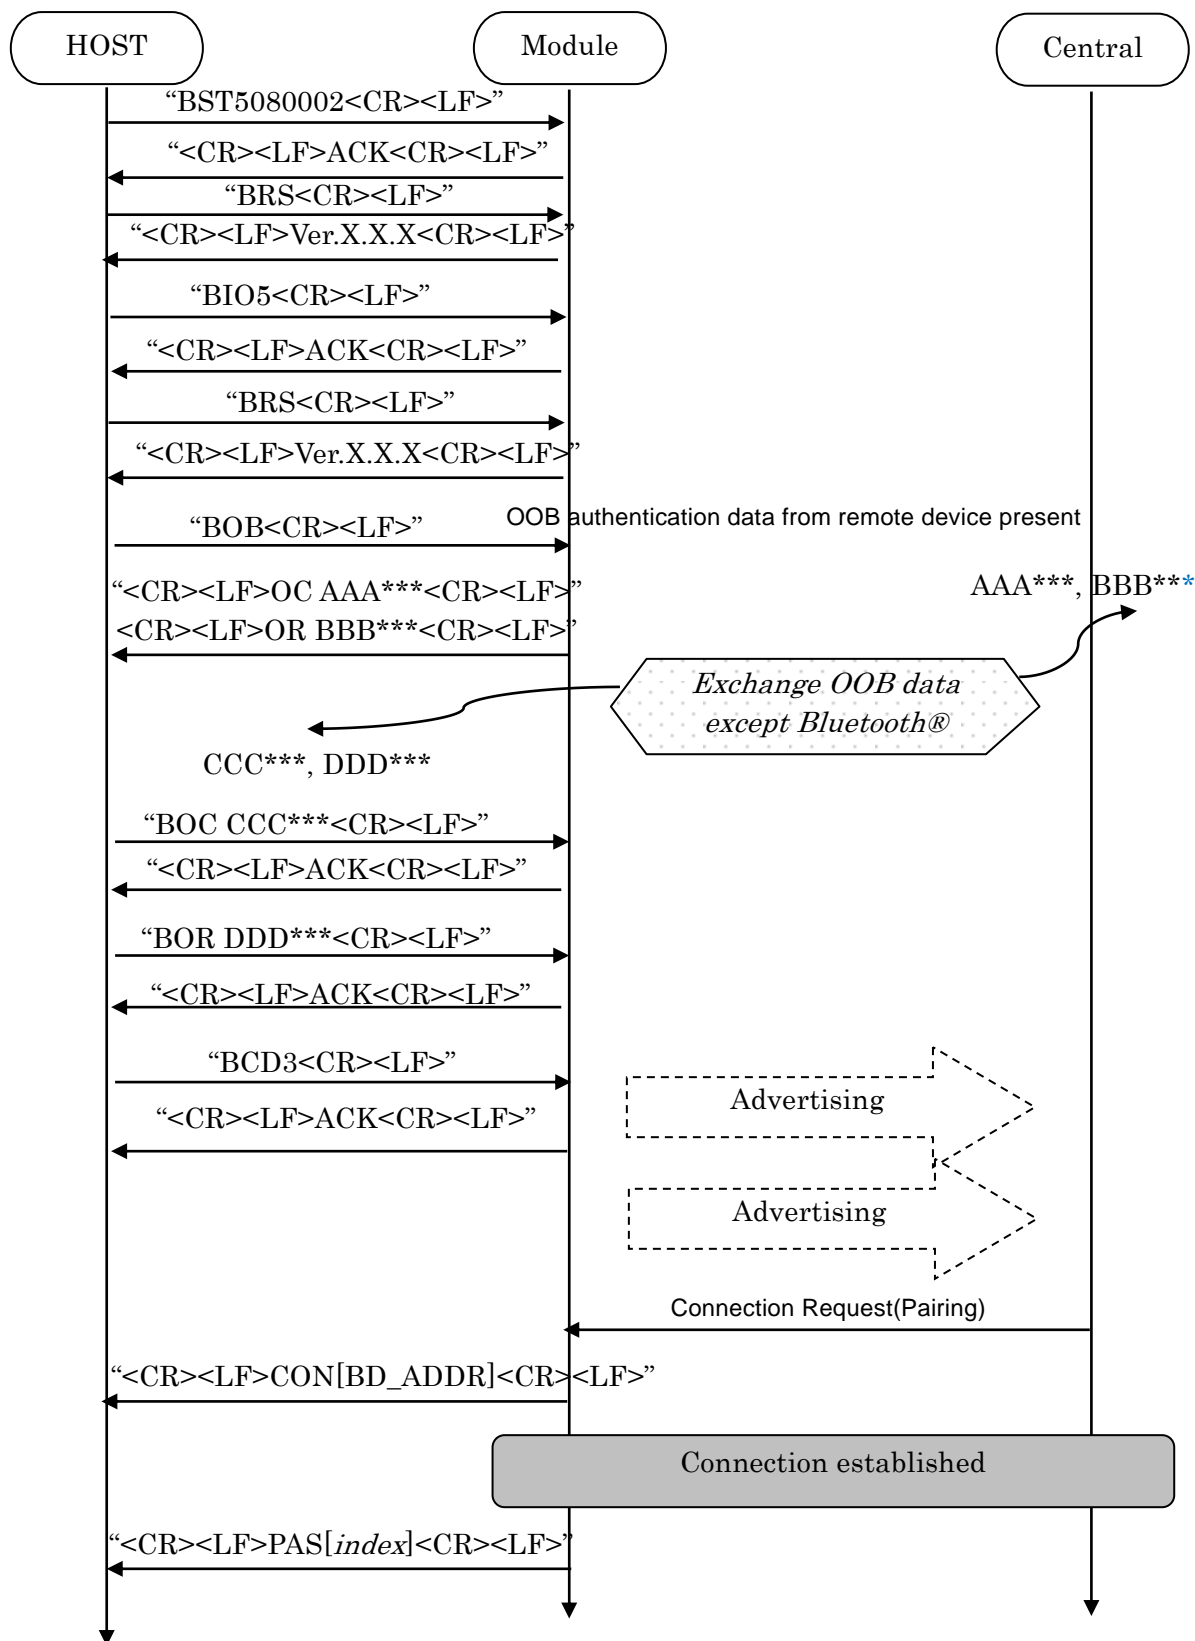 HOST
Module
Central
“BST5080002<CR><LF>”
“<CR><LF>ACK<CR><LF>”
“BRS<CR><LF>”
“<CR><LF>Ver.X.X.X<CR><LF>”
“BIO5<CR><LF>”
“<CR><LF>ACK<CR><LF>”
“BRS<CR><LF>”
“<CR><LF>Ver.X.X.X<CR><LF>”
“BOB<CR><LF>”
OOB authentication data from remote device present
“<CR><LF>OC AAA***<CR><LF>”
<CR><LF>OR BBB***<CR><LF>”
AAA***, BBB***
Exchange OOB data
except Bluetooth®
CCC***, DDD***
“BOC CCC***<CR><LF>”
“<CR><LF>ACK<CR><LF>”
“BOR DDD***<CR><LF>”
“<CR><LF>ACK<CR><LF>”
“BCD3<CR><LF>”
Advertising
“<CR><LF>ACK<CR><LF>”
Advertising
Connection Request(Pairing)
“<CR><LF>CON[BD_ADDR]<CR><LF>”
Connection established
“<CR><LF>PAS[index]<CR><LF>”